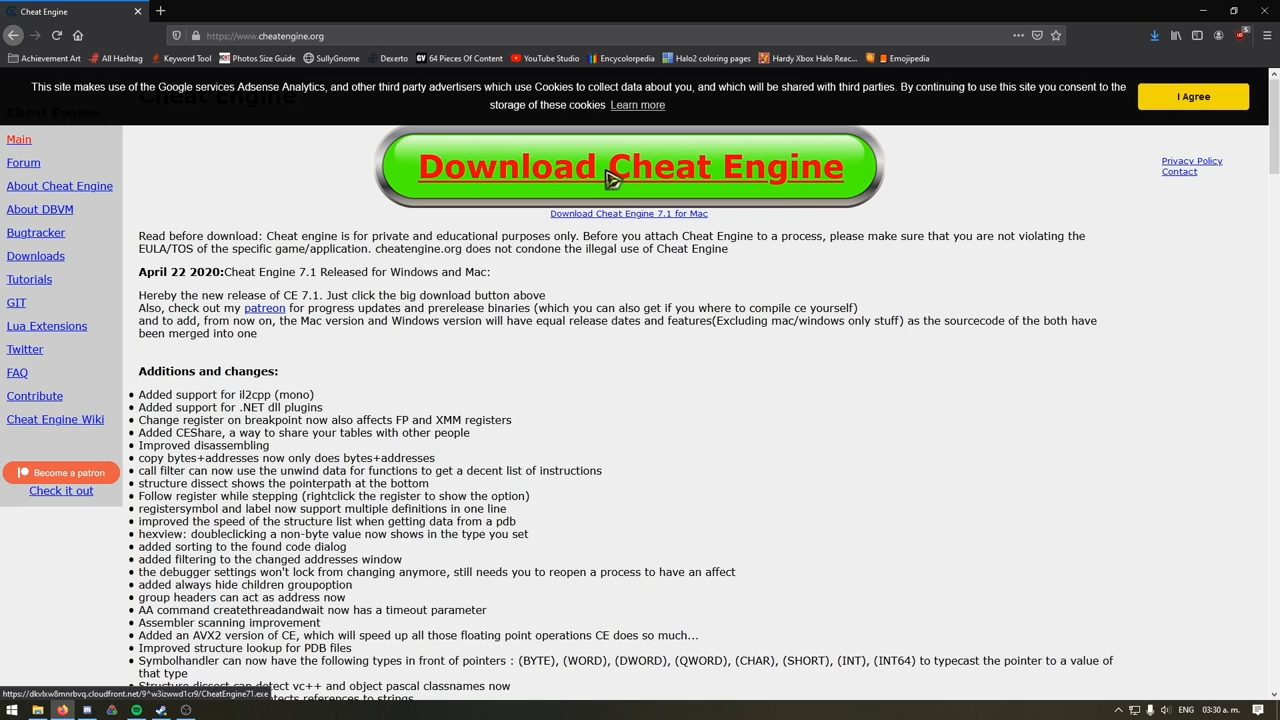 Cheat Engine
https://www.cheatengine.org
Achievement Art
All Hashtag
Keyword Tool
Photos Size Guide
SullyGnome
Dexerto
64 Pieces Of Content
YouTube Studio
Encycolorpedia
Halo2 coloring pages
Hardy Xbox Halo Reac...
Emojipedia
This site makes use of the Google services Adsense Analytics, and other third party advertisers which use Cookies to collect data about you, and which will be shared with third parties. By continuing to use this site you consent to the
storage of these cookies Learn more
I Agree
Cheat Engine
Cheat Engine
Main
Forum
About Cheat Engine
About DBVM
Bugtracker
Downloads
Tutorials
GIT
Lua Extensions
Twitter
FAQ
Contribute
Cheat Engine Wiki
Become a patron
Check it out
Download Cheat Engine
Download Cheat Engine 7.1 for Mac
Privacy Policy
Contact
Read before download: Cheat engine is for private and educational purposes only. Before you attach Cheat Engine to a process, please make sure that you are not violating the
EULA/TOS of the specific game/application. cheatengine.org does not condone the illegal use of Cheat Engine
April 22 2020:Cheat Engine 7.1 Released for Windows and Mac:
Hereby the new release of CE 7.1. Just click the big download button above
Also, check out my patreon for progress updates and prerelease binaries (which you can also get if you where to compile ce yourself)
and to add, from now on, the Mac version and Windows version will have equal release dates and features(Excluding mac/windows only stuff) as the sourcecode of the both have
been merged into one
Additions and changes:
• Added support for il2cpp (mono)
• Added support for .NET dll plugins
• Change register on breakpoint now also affects FP and XMM registers
• Added CEShare, a way to share your tables with other people
• Improved disassembling
• copy bytes+addresses now only does bytes+addresses
• call filter can now use the unwind data for functions to get a decent list of instructions
• structure dissect shows the pointerpath at the bottom
• Follow register while stepping (rightclick the register to show the option)
• registersymbol and label now support multiple definitions in one line
• improved the speed of the structure list when getting data from a pdb
• hexview: doubleclicking a non-byte value now shows in the type you set
• added sorting to the found code dialog
• added filtering to the changed addresses window
• the debugger settings won't lock from changing anymore, still needs you to reopen a process to have an affect
• added always hide children groupoption
• group headers can act as address now
• AA command createthreadandwait now has a timeout parameter
• Assembler scanning improvement
• Added an AVX2 version of CE, which will speed up all those floating point operations CE does so much...
• Improved structure lookup for PDB files
• Symbolhandler can now have the following types in front of pointers : (BYTE), (WORD), (DWORD), (QWORD), (CHAR), (SHORT), (INT), (INT64) to typecast the pointer to a value of
that type
• Structure dissect can detect vc++ and object pascal classnames now
references to strings
ENG
03:30 a. m.